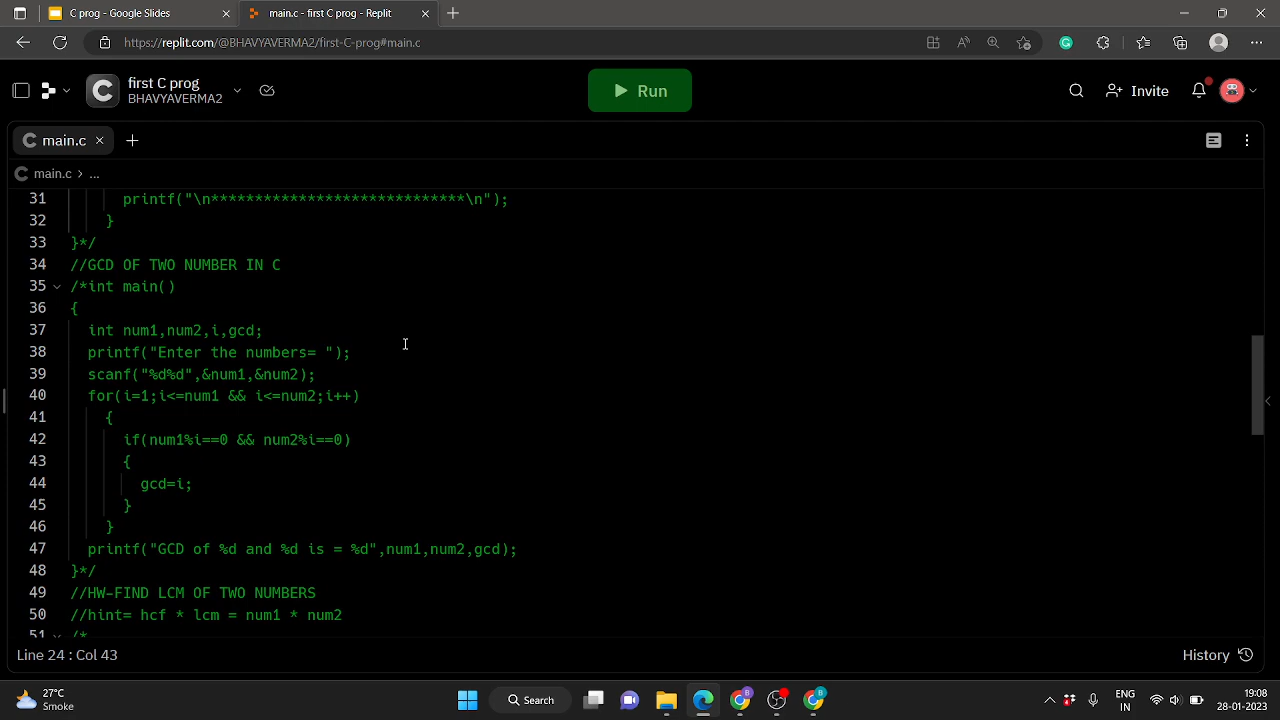 C prog - Google Slides
main.c - first C prog - Replit
https://replit.com/@BHAVYAVERMA2/first-C-prog#main.c
first C prog
BHAVYAVERMA2
Run
Invite
main.c
main.c > ...
31 printf("\n*****************************\n");
32 }
33 }*/
34 //GCD OF TWO NUMBER IN C
35 /*int main()
36 {
37 int num1,num2,i,gcd;
38 printf("Enter the numbers= ");
39 scanf("%d%d",&num1,&num2);
40 for(i=1;i<=num1 && i<=num2;i++)
41 {
42 if(num1%i==0 && num2%i==0)
43 {
44 gcd=i;
45 }
46 }
47 printf("GCD of %d and %d is = %d",num1,num2,gcd);
48 }*/
49 //HW-FIND LCM OF TWO NUMBERS
50 //hint= hcf * lcm = num1 * num2
51 /*
Line 24 : Col 43
History
27°C
Smoke
Search
ENG
IN
19:08
28-01-2023